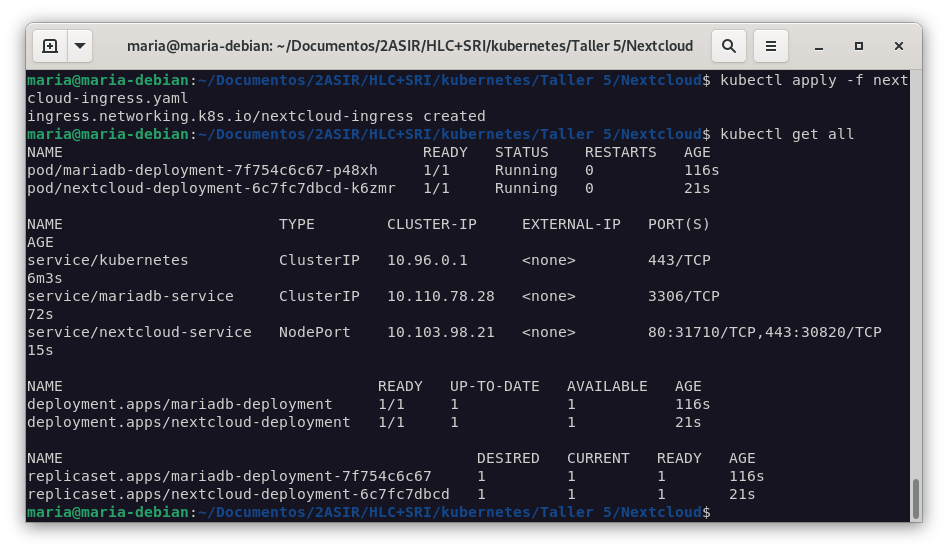 maria@maria-debian: ~/Documentos/2ASIR/HLC+SRI/kubernetes/Taller 5/Nextcloud
maria@maria-debian:~/Documentos/2ASIR/HLC+SRI/kubernetes/Taller 5/Nextcloud$ kubectl apply -f next
cloud-ingress.yaml
ingress.networking.k8s.io/nextcloud-ingress created
maria@maria-debian:~/Documentos/2ASIR/HLC+SRI/kubernetes/Taller 5/Nextcloud$ kubectl get all
NAME                                        READY   STATUS    RESTARTS   AGE
pod/mariadb-deployment-7f754c6c67-p48xh     1/1     Running   0          116s
pod/nextcloud-deployment-6c7fc7dbcd-k6zmr   1/1     Running   0          21s

NAME                        TYPE        CLUSTER-IP     EXTERNAL-IP   PORT(S)
AGE
service/kubernetes          ClusterIP   10.96.0.1      <none>        443/TCP
6m3s
service/mariadb-service     ClusterIP   10.110.78.28   <none>        3306/TCP
72s
service/nextcloud-service   NodePort    10.103.98.21   <none>        80:31710/TCP,443:30820/TCP
15s

NAME                                   READY   UP-TO-DATE   AVAILABLE   AGE
deployment.apps/mariadb-deployment     1/1     1            1           116s
deployment.apps/nextcloud-deployment   1/1     1            1           21s

NAME                                              DESIRED   CURRENT   READY   AGE
replicaset.apps/mariadb-deployment-7f754c6c67     1         1         1       116s
replicaset.apps/nextcloud-deployment-6c7fc7dbcd   1         1         1       21s
maria@maria-debian:~/Documentos/2ASIR/HLC+SRI/kubernetes/Taller 5/Nextcloud$